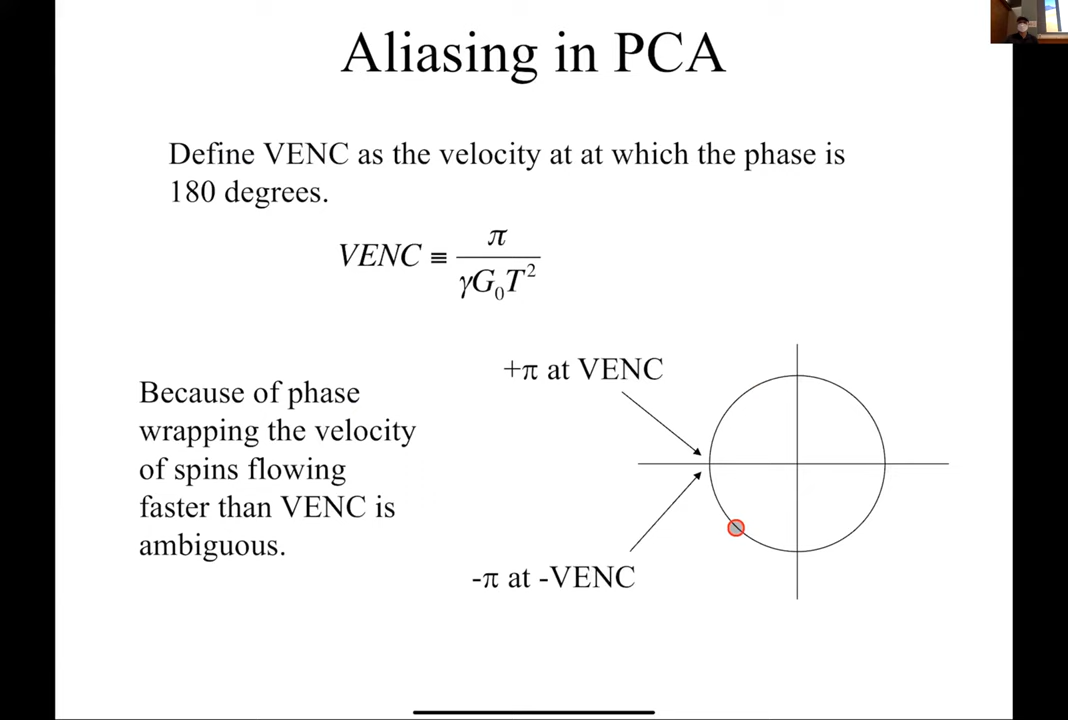 Aliasing in PCA
Define VENC as the velocity at at which the phase is
180 degrees.
VENC ≡ π / γG₀T²
+π at VENC
Because of phase
wrapping the velocity
of spins flowing
faster than VENC is
ambiguous.
-π at -VENC